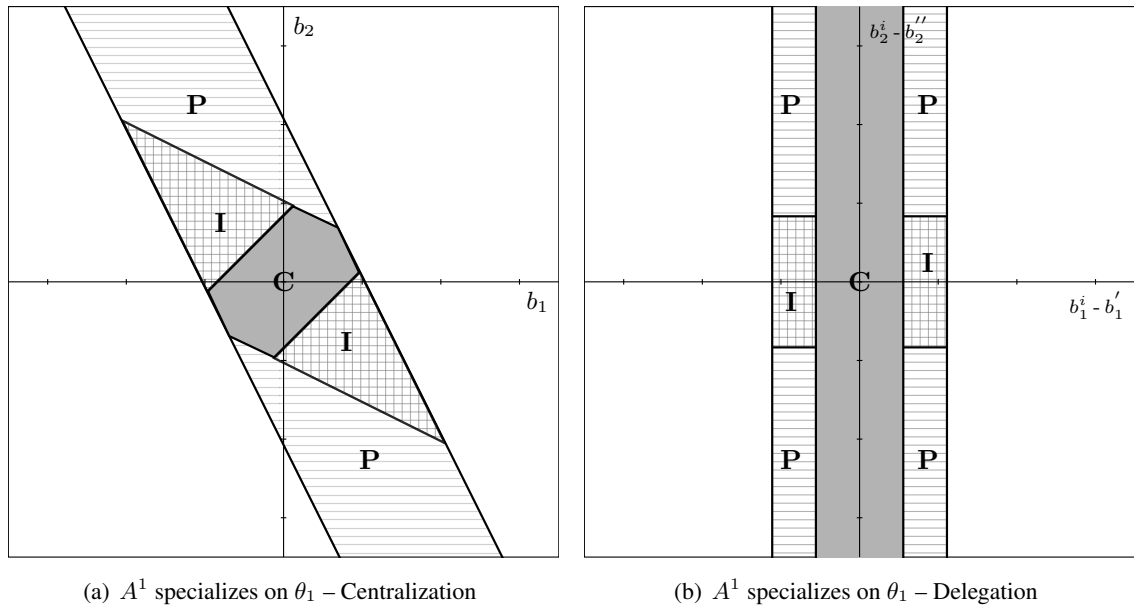 b₂
P
I
C
b₁
I
P
b₂ⁱ - b₂″
P P
I
C
I
b₁ⁱ - b₁′
P P
(a) A¹ specializes on θ₁ – Centralization
(b) A¹ specializes on θ₁ – Delegation